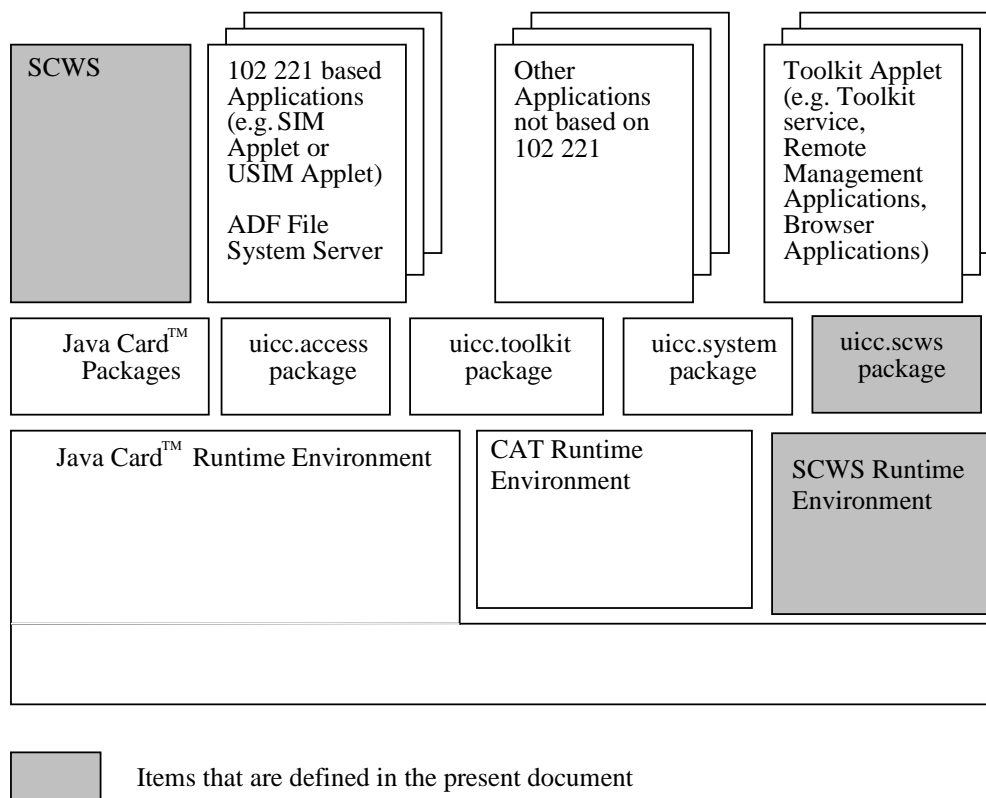 SCWS
102 221 based
Applications
(e.g. SIM
Applet or
USIM Applet)
ADF File
System Server
Other
Applications
not based on
102 221
Toolkit Applet
(e.g. Toolkit
service,
Remote
Management
Applications,
Browser
Applications)
Java Card™
Packages
uicc.access
package
uicc.toolkit
package
uicc.system
package
uicc.scws
package
Java Card™ Runtime Environment
CAT Runtime
Environment
SCWS Runtime
Environment
Items that are defined in the present document